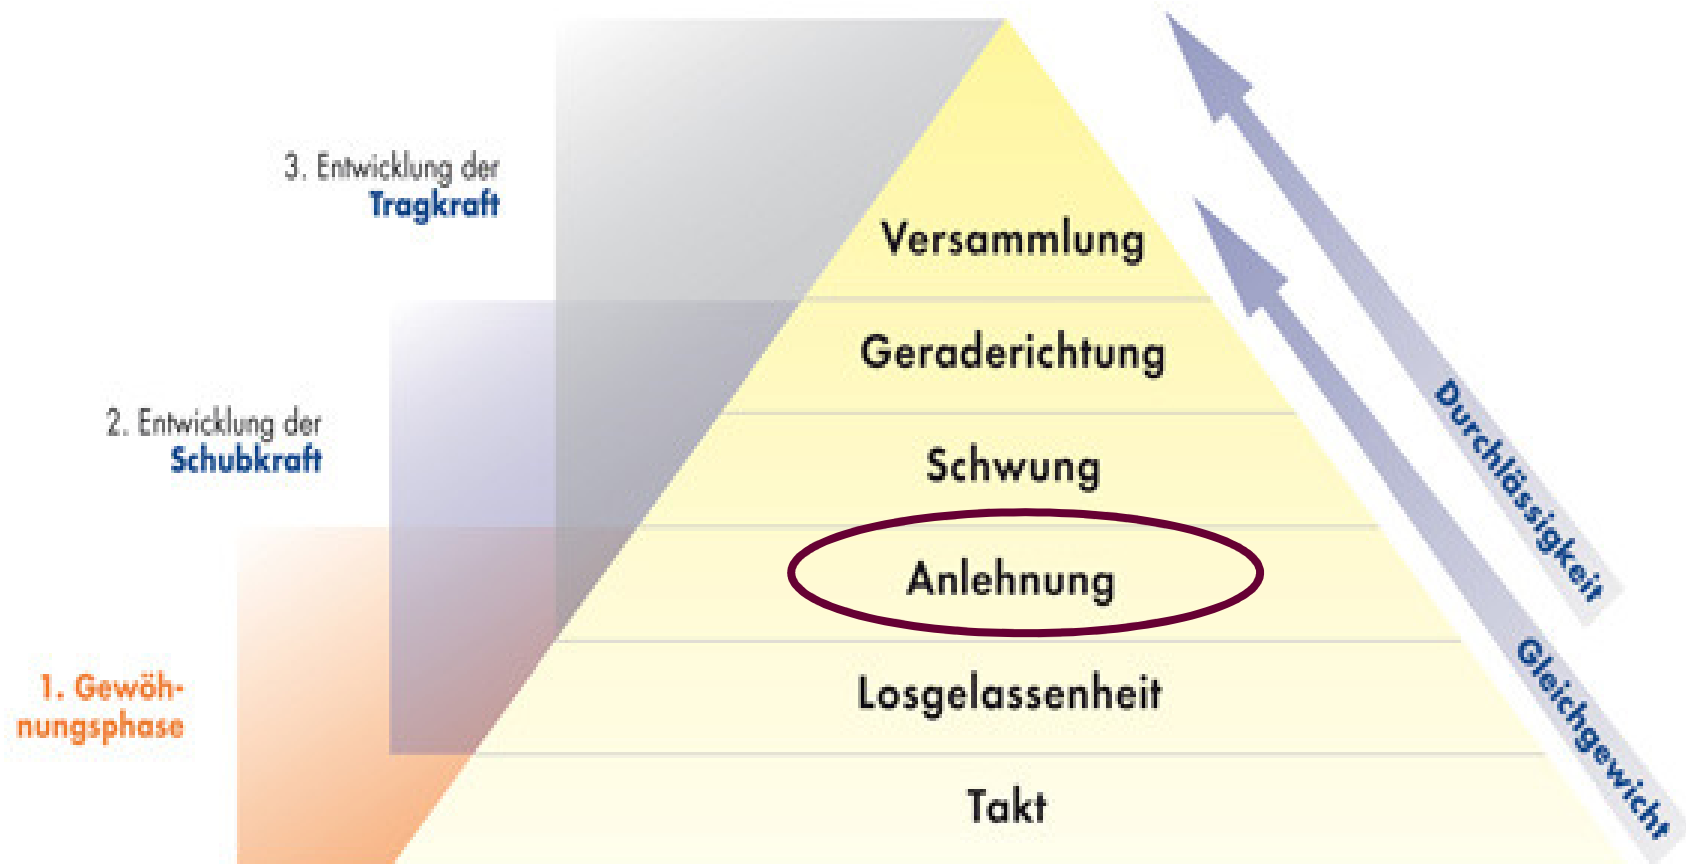 3. Entwicklung der
Tragkraft
2. Entwicklung der
Schubkraft
1. Gewöh-
nungsphase
Versammlung
Geraderichtung
Schwung
Anlehnung
Losgelassenheit
Takt
Durchlässigkeit
Gleichgewicht